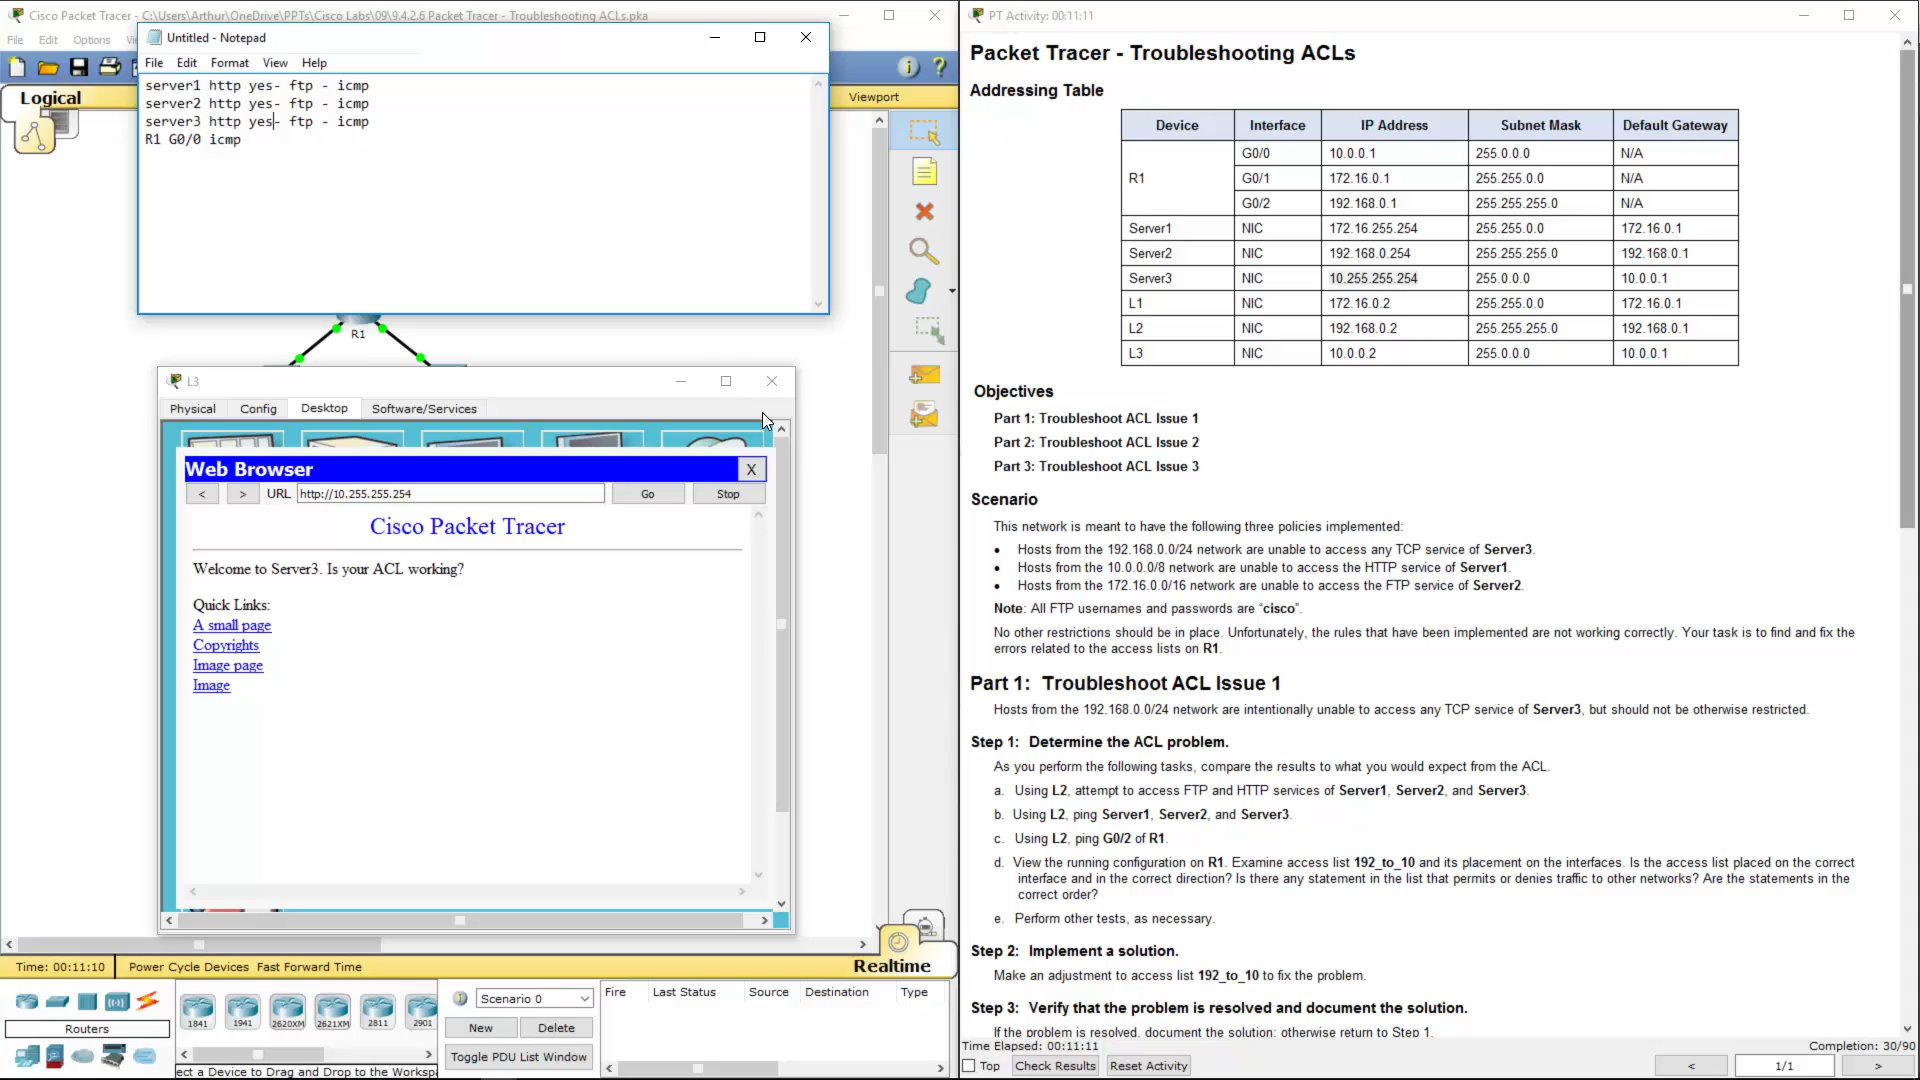 Cisco Packet Tracer - C:\Users\Arthur\OneDrive\PPTs\Cisco Labs\09\9.4.2.6 Packet Tracer - Troubleshooting ACLs.pka
File Edit Options
Untitled - Notepad
File Edit Format View Help
server1 http yes- ftp - icmp
server2 http yes- ftp - icmp
server3 http yes- ftp - icmp
R1 G0/0 icmp
Logical
Viewport
R1
L3
Physical Config Desktop Software/Services
Web Browser X
< > URL http://10.255.255.254 Go Stop
Cisco Packet Tracer
Welcome to Server3. Is your ACL working?
Quick Links:
A small page
Copyrights
Image page
Image
Time: 00:11:10 Power Cycle Devices Fast Forward Time
Realtime
Routers
1841 1941 2620XM 2621XM 2811 2901
Scenario 0
New Delete
Toggle PDU List Window
Fire Last Status Source Destination Type
ect a Device to Drag and Drop to the Workspa
PT Activity: 00:11:11
Packet Tracer - Troubleshooting ACLs
Addressing Table
Device Interface IP Address Subnet Mask Default Gateway
R1
G0/0 10.0.0.1 255.0.0.0 N/A
G0/1 172.16.0.1 255.255.0.0 N/A
G0/2 192.168.0.1 255.255.255.0 N/A
Server1 NIC 172.16.255.254 255.255.0.0 172.16.0.1
Server2 NIC 192.168.0.254 255.255.255.0 192.168.0.1
Server3 NIC 10.255.255.254 255.0.0.0 10.0.0.1
L1 NIC 172.16.0.2 255.255.0.0 172.16.0.1
L2 NIC 192.168.0.2 255.255.255.0 192.168.0.1
L3 NIC 10.0.0.2 255.0.0.0 10.0.0.1
Objectives
Part 1: Troubleshoot ACL Issue 1
Part 2: Troubleshoot ACL Issue 2
Part 3: Troubleshoot ACL Issue 3
Scenario
This network is meant to have the following three policies implemented:
• Hosts from the 192.168.0.0/24 network are unable to access any TCP service of Server3.
• Hosts from the 10.0.0.0/8 network are unable to access the HTTP service of Server1.
• Hosts from the 172.16.0.0/16 network are unable to access the FTP service of Server2.
Note: All FTP usernames and passwords are “cisco”.
No other restrictions should be in place. Unfortunately, the rules that have been implemented are not working correctly. Your task is to find and fix the
errors related to the access lists on R1.
Part 1: Troubleshoot ACL Issue 1
Hosts from the 192.168.0.0/24 network are intentionally unable to access any TCP service of Server3, but should not be otherwise restricted.
Step 1: Determine the ACL problem.
As you perform the following tasks, compare the results to what you would expect from the ACL.
a. Using L2, attempt to access FTP and HTTP services of Server1, Server2, and Server3.
b. Using L2, ping Server1, Server2, and Server3.
c. Using L2, ping G0/2 of R1.
d. View the running configuration on R1. Examine access list 192_to_10 and its placement on the interfaces. Is the access list placed on the correct
interface and in the correct direction? Is there any statement in the list that permits or denies traffic to other networks? Are the statements in the
correct order?
e. Perform other tests, as necessary.
Step 2: Implement a solution.
Make an adjustment to access list 192_to_10 to fix the problem.
Step 3: Verify that the problem is resolved and document the solution.
If the problem is resolved, document the solution; otherwise return to Step 1.
Time Elapsed: 00:11:11 Completion: 30/90
Top Check Results Reset Activity < 1/1 >